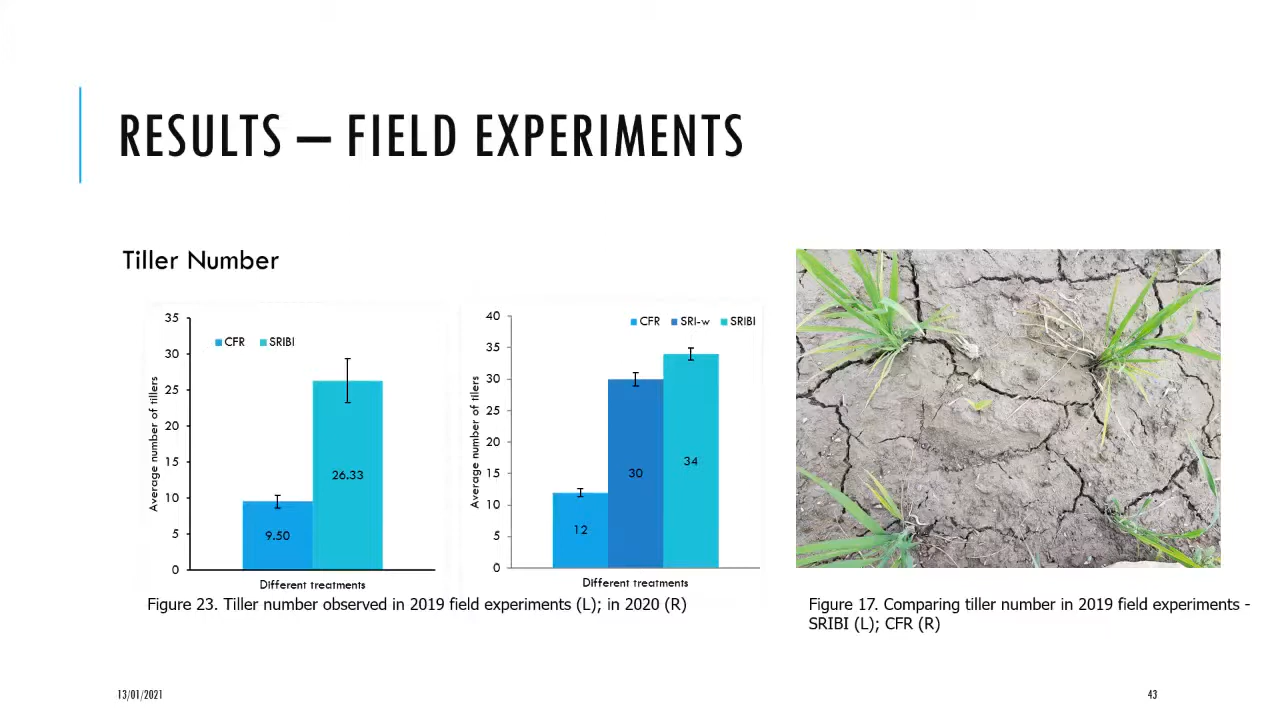 RESULTS – FIELD EXPERIMENTS
Tiller Number
35
30
25
20
15
10
5
0
Average number of tillers
CFR SRIBI
9.50
26.33
Different treatments
40
35
30
25
20
15
10
5
0
Average number of tillers
CFR SRI-w SRIBI
12
30
34
Different treatments
Figure 23. Tiller number observed in 2019 field experiments (L); in 2020 (R)
Figure 17. Comparing tiller number in 2019 field experiments -
SRIBI (L); CFR (R)
13/01/2021
43